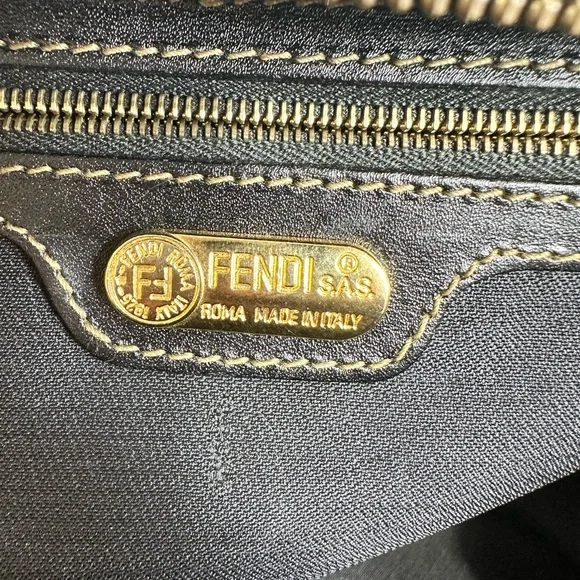 FENDI ROMA
FF
ITALY 1925
FENDI® S.A.S.
ROMA MADE IN ITALY